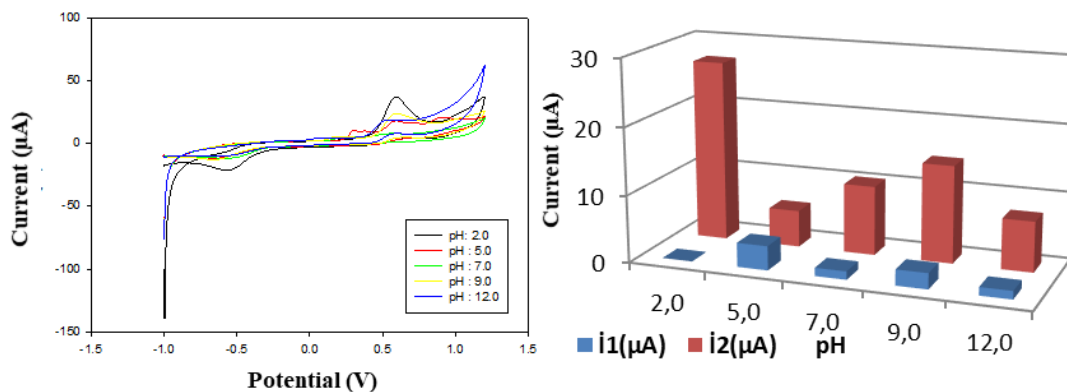 100
50
0
-50
-100
-150
-1.5
-1.0
-0.5
0.0
0.5
1.0
1.5
Current (µA)
Potential (V)
pH: 2.0
pH : 5.0
pH : 7.0
pH : 9.0
pH : 12.0
30
20
10
0
Current (µA)
2,0
5,0
7,0
9,0
12,0
İ1(µA) İ2(µA) pH